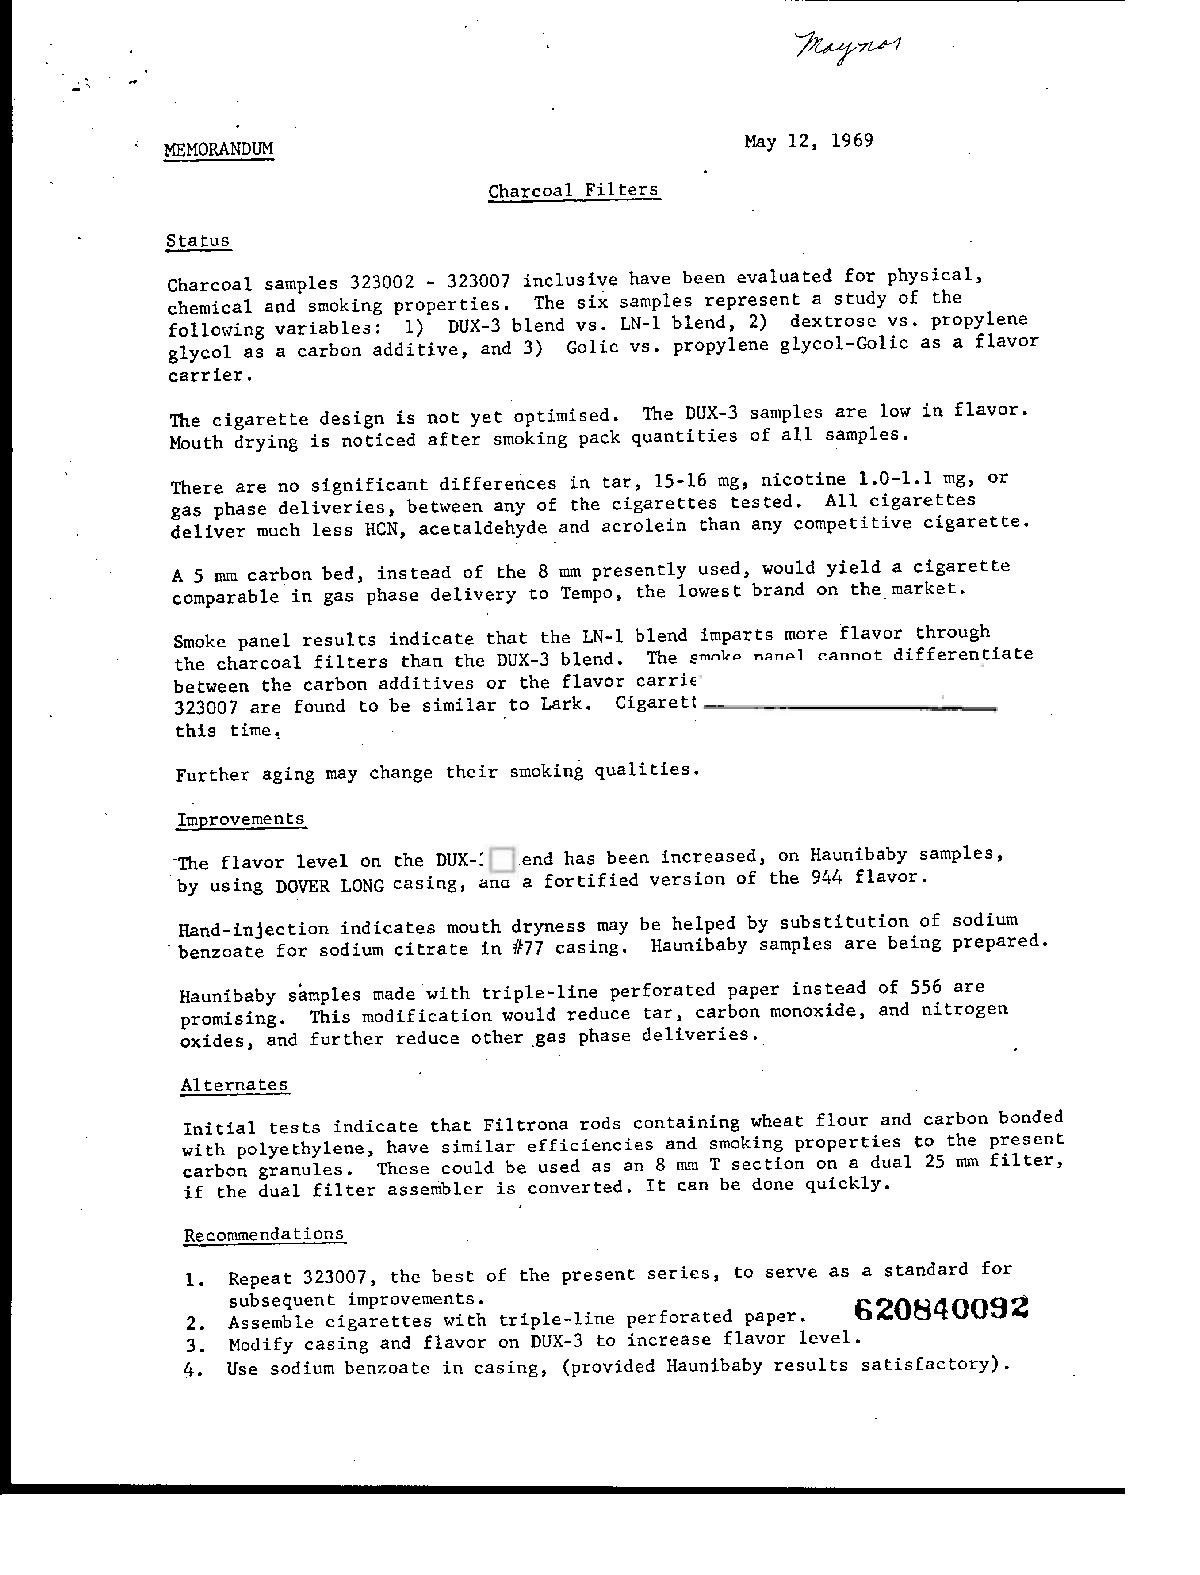 Maynor
MEMORANDUM
May 12, 1969
Charcoal Filters
Status
Charcoal samples 323002 - 323007 inclusive have been evaluated for physical,
chemical and smoking properties. The six samples represent a study of the
following variables: 1) DUX-3 blend vs. LN-1 blend, 2) dextrose vs. propylene
glycol as a carbon additive, and 3) Golic vs. propylene glycol-Golic as a flavor
carrier.
The cigarette design is not yet optimised. The DUX-3 samples are low in flavor.
Mouth drying is noticed after smoking pack quantities of all samples.
There are no significant differences in tar, 15-16 mg, nicotine 1.0-1.1 mg, or
gas phase deliveries, between any of the cigarettes tested. All cigarettes
deliver much less HCN, acetaldehyde and acrolein than any competitive cigarette.
A 5 mm carbon bed, instead of the 8 mm presently used, would yield a cigarette
comparable in gas phase delivery to Tempo, the lowest brand on the market.
Smoke panel results indicate that the LN-1 blend imparts more flavor through
the charcoal filters than the DUX-3 blend. The smoke panel cannot differentiate
between the carbon additives or the flavor
323007 are found to be similar to Lark.
this time.
Further aging may change their smoking qualities.
Improvements
The flavor level on the has been increased, on Haunibaby samples,
by using DOVER LONG casing, and a fortified version of the 944 flavor.
Hand-injection indicates mouth dryness may be helped by substitution of sodium
benzoate for sodium citrate in #77 casing. Haunibaby samples are being prepared.
Haunibaby samples made with triple-line perforated paper instead of 556 are
promising. This modification would reduce tar, carbon monoxide, and nitrogen
oxides, and further reduce other gas phase deliveries.
Alternates
Initial tests indicate that Filtrona rods containing wheat flour and carbon bonded
with polyethylene, have similar efficiencies and smoking properties to the present
carbon granules. These could be used as an 8 mm T section on a dual 25 mm filter,
if the dual filter assembler is converted. It can be done quickly.
Recommendations
1. Repeat 323007, the best of the present series, to serve as a standard for
subsequent improvements.
2. Assemble cigarettes with triple-line perforated paper.
620840092
3. Modify casing and flavor on DUX-3 to increase flavor level.
4. Use sodium benzoate in casing, (provided Haunibaby results satisfactory).